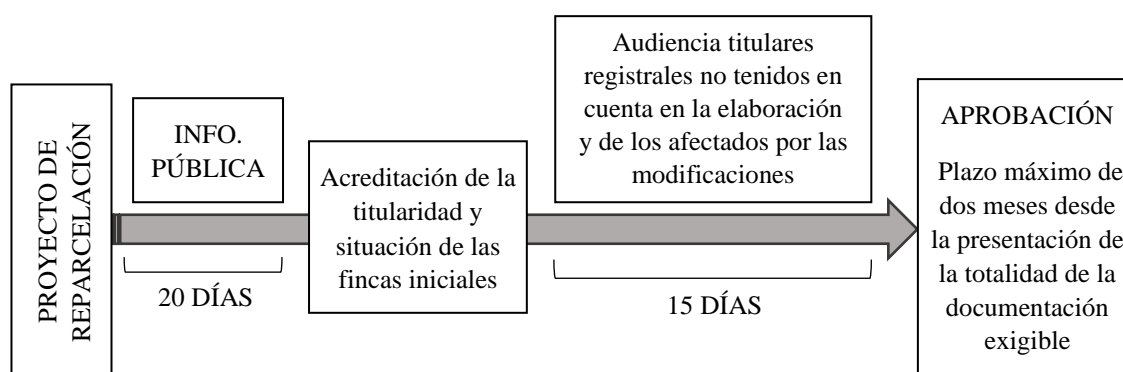 PROYECTO DE
REPARCELACIÓN
INFO.
PÚBLICA
20 DÍAS
Acreditación de la
titularidad y
situación de las
fincas iniciales
Audiencia titulares
registrales no tenidos en
cuenta en la elaboración
y de los afectados por las
modificaciones
15 DÍAS
APROBACIÓN
Plazo máximo de
dos meses desde
la presentación de
la totalidad de la
documentación
exigible